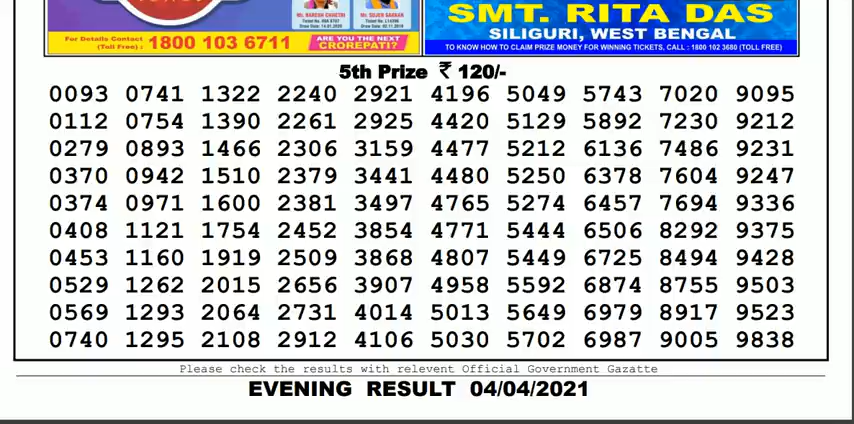 Mr. NARESH CHHETRI
Mr. SUJEN SARKAR
For Details Contact
(Toll Free) : 1800 103 6711
ARE YOU THE NEXT
CROREPATI?
SMT. RITA DAS
SILIGURI, WEST BENGAL
TO KNOW HOW TO CLAIM PRIZE MONEY FOR WINNING TICKETS, CALL : 1800 102 3680 (TOLL FREE)
5th Prize ₹ 120/-
0093 0741 1322 2240 2921 4196 5049 5743 7020 9095
0112 0754 1390 2261 2925 4420 5129 5892 7230 9212
0279 0893 1466 2306 3159 4477 5212 6136 7486 9231
0370 0942 1510 2379 3441 4480 5250 6378 7604 9247
0374 0971 1600 2381 3497 4765 5274 6457 7694 9336
0408 1121 1754 2452 3854 4771 5444 6506 8292 9375
0453 1160 1919 2509 3868 4807 5449 6725 8494 9428
0529 1262 2015 2656 3907 4958 5592 6874 8755 9503
0569 1293 2064 2731 4014 5013 5649 6979 8917 9523
0740 1295 2108 2912 4106 5030 5702 6987 9005 9838
Please check the results with relevent Official Government Gazatte
EVENING RESULT 04/04/2021